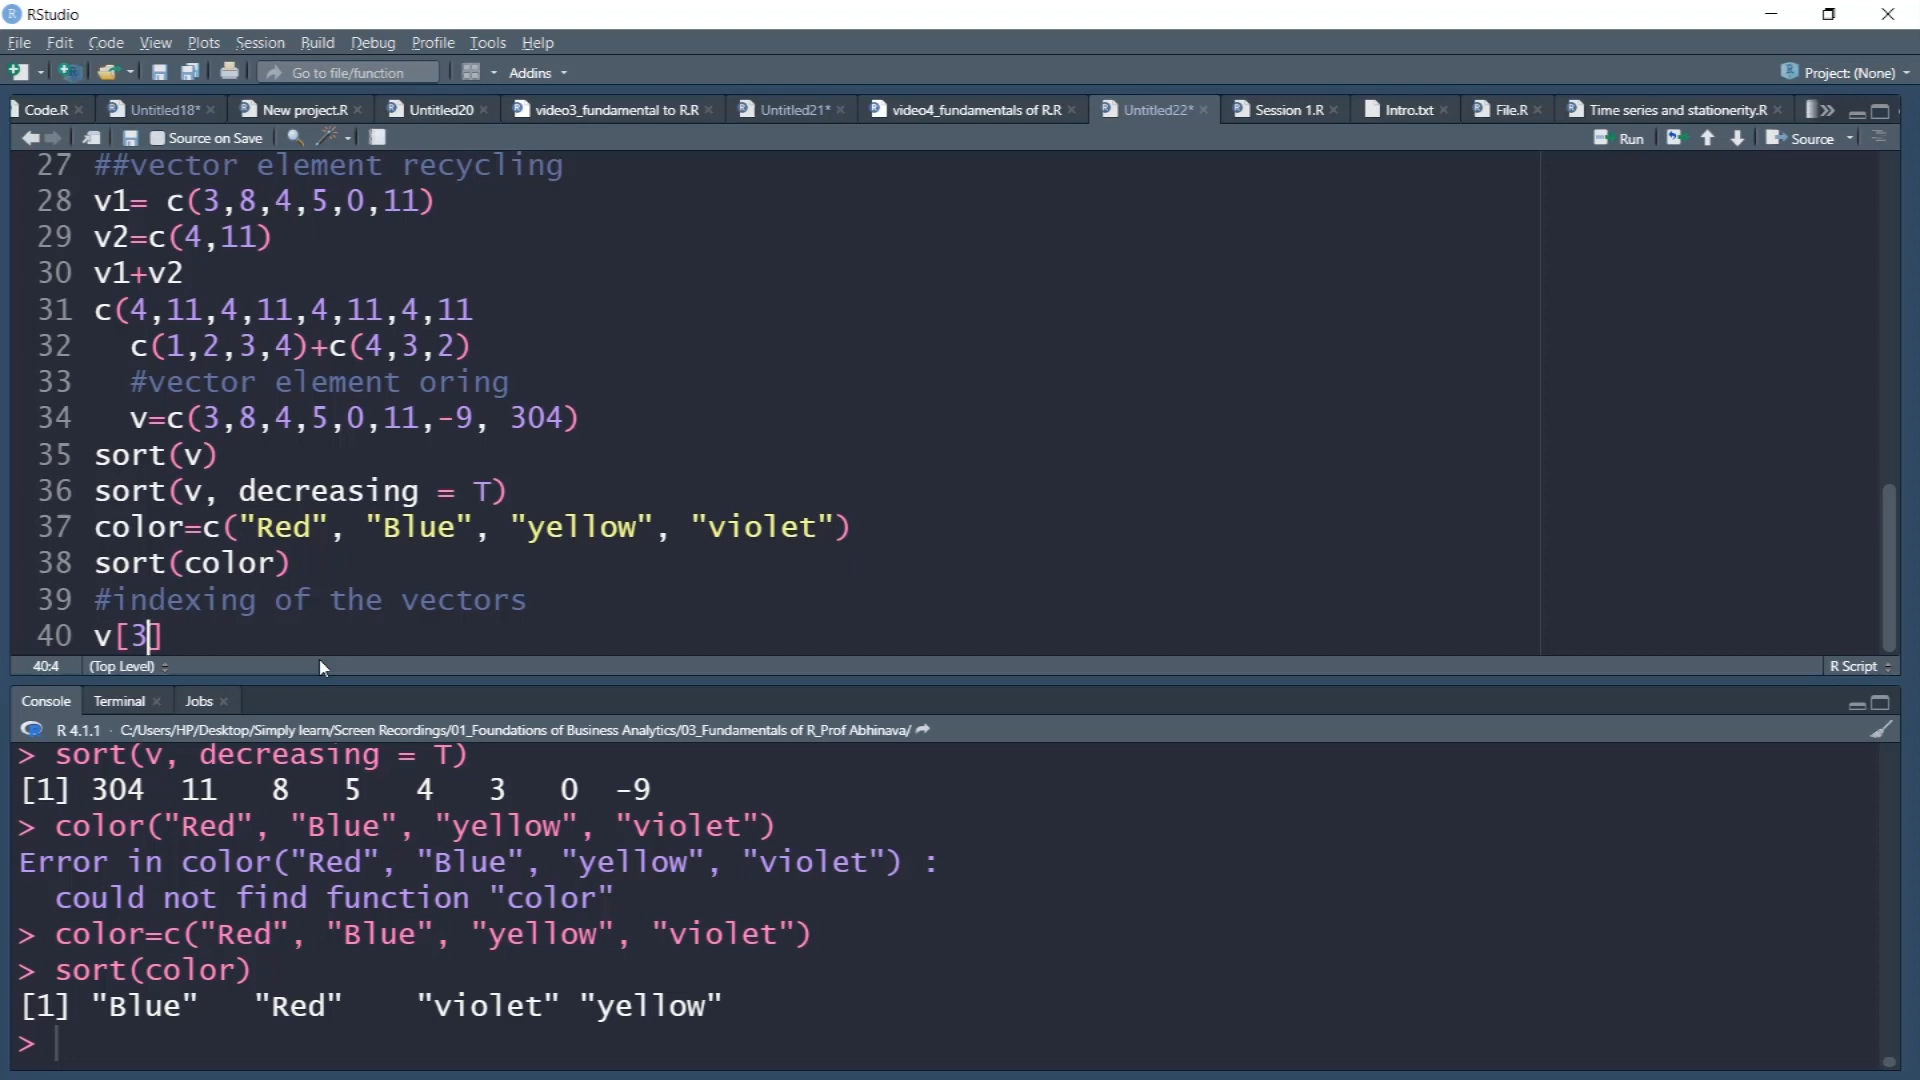 RStudio
File Edit Code View Plots Session Build Debug Profile Tools Help
Go to file/function Addins Project: (None)
Code.R Untitled18* New project.R Untitled20 video3_fundamental to R.R Untitled21* video4_fundamentals of R.R Untitled22* Session 1.R Intro.txt File.R Time series and stationerity.R
Source on Save Run Source
27 ##vector element recycling
28 v1= c(3,8,4,5,0,11)
29 v2=c(4,11)
30 v1+v2
31 c(4,11,4,11,4,11,4,11
32 c(1,2,3,4)+c(4,3,2)
33 #vector element oring
34 v=c(3,8,4,5,0,11,-9, 304)
35 sort(v)
36 sort(v, decreasing = T)
37 color=c("Red", "Blue", "yellow", "violet")
38 sort(color)
39 #indexing of the vectors
40 v[3]
40:4 (Top Level) R Script
Console Terminal Jobs
R 4.1.1 · C:/Users/HP/Desktop/Simply learn/Screen Recordings/01_Foundations of Business Analytics/03_Fundamentals of R_Prof Abhinava/
> sort(v, decreasing = T)
[1] 304 11 8 5 4 3 0 -9
> color("Red", "Blue", "yellow", "violet")
Error in color("Red", "Blue", "yellow", "violet") :
could not find function "color"
> color=c("Red", "Blue", "yellow", "violet")
> sort(color)
[1] "Blue" "Red" "violet" "yellow"
>